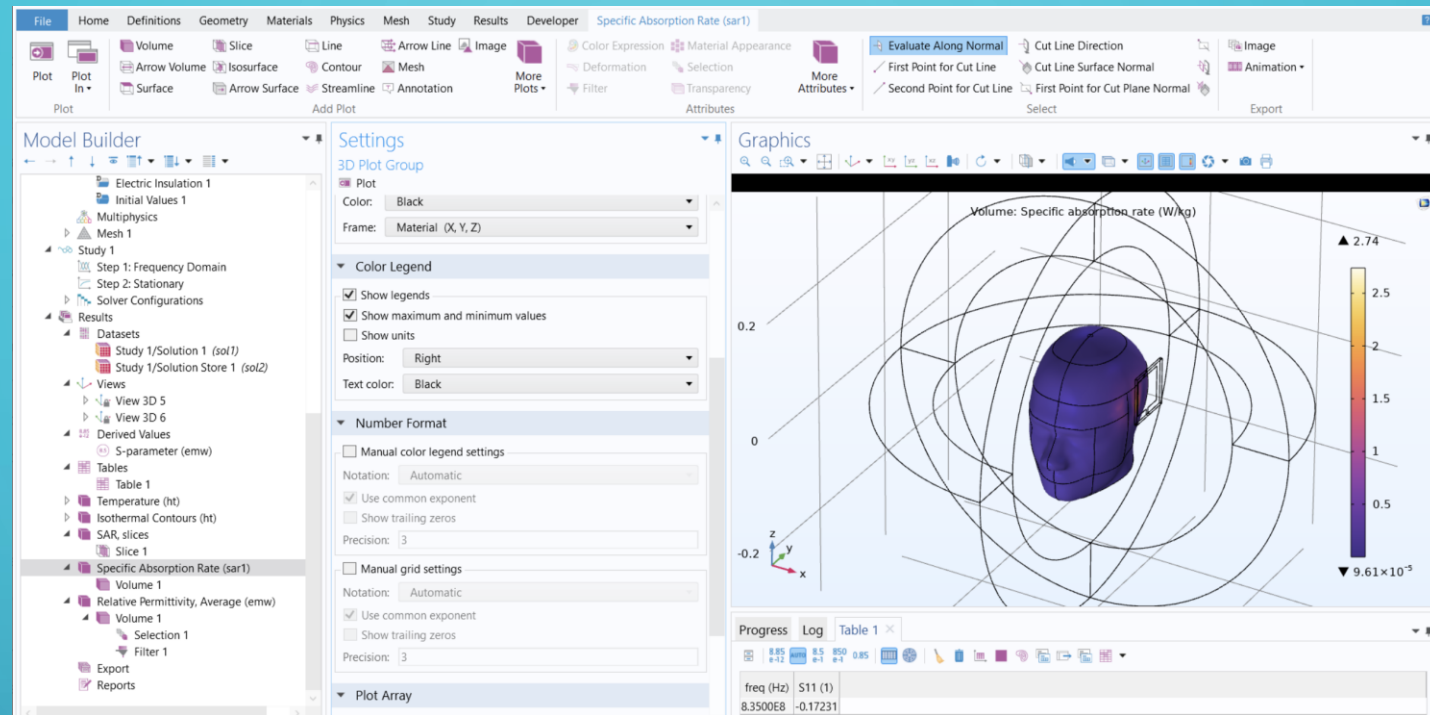 File Home Definitions Geometry Materials Physics Mesh Study Results Developer Specific Absorption Rate (sar1)
Plot
Plot In
Volume Slice Line Arrow Line Image
Arrow Volume Isosurface Contour Mesh
Surface Arrow Surface Streamline Annotation
More Plots
Color Expression Material Appearance
Deformation Selection
Filter Transparency
More Attributes
Evaluate Along Normal Cut Line Direction
First Point for Cut Line Cut Line Surface Normal
Second Point for Cut Line First Point for Cut Plane Normal
Image
Animation
Plot Add Plot Attributes Select Export
Model Builder
Electric Insulation 1
Initial Values 1
Multiphysics
Mesh 1
Study 1
Step 1: Frequency Domain
Step 2: Stationary
Solver Configurations
Results
Datasets
Study 1/Solution 1 (sol1)
Study 1/Solution Store 1 (sol2)
Views
View 3D 5
View 3D 6
Derived Values
S-parameter (emw)
Tables
Table 1
Temperature (ht)
Isothermal Contours (ht)
SAR, slices
Slice 1
Specific Absorption Rate (sar1)
Volume 1
Relative Permittivity, Average (emw)
Volume 1
Selection 1
Filter 1
Export
Reports
Settings
3D Plot Group
Plot
Color: Black
Frame: Material (X, Y, Z)
Color Legend
Show legends
Show maximum and minimum values
Show units
Position: Right
Text color: Black
Number Format
Manual color legend settings
Notation: Automatic
Use common exponent
Show trailing zeros
Precision: 3
Manual grid settings
Notation: Automatic
Use common exponent
Show trailing zeros
Precision: 3
Plot Array
Graphics
Volume: Specific absorption rate (W/kg)
▲ 2.74
2.5
2
1.5
1
0.5
▼ 9.61×10⁻⁵
0.2
0
-0.2
z
y
x
Progress Log Table 1
8.85 e-12 AUTO 8.5 e-1 850 e-1 0.85
freq (Hz) S11 (1)
8.3500E8 -0.17231